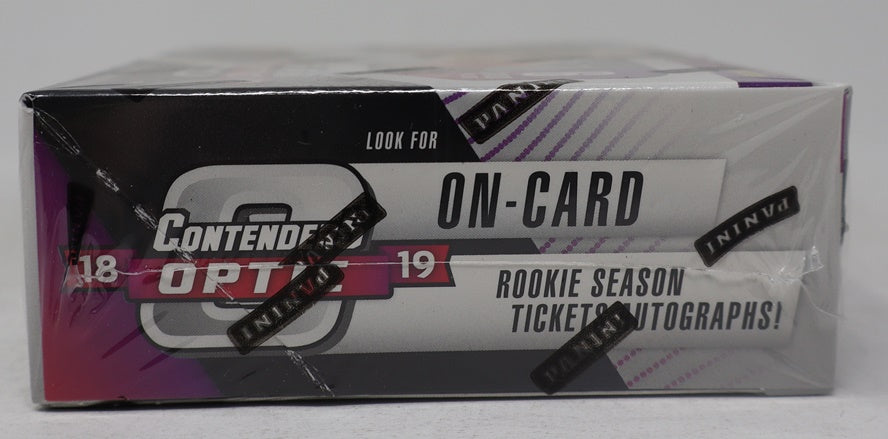 LOOK FOR
ON-CARD
CONTENDERS
OPTIC
18 19
ROOKIE SEASON
TICKETS AUTOGRAPHS!
PANINI
PANINI
PANINI
PANINI
PANINI